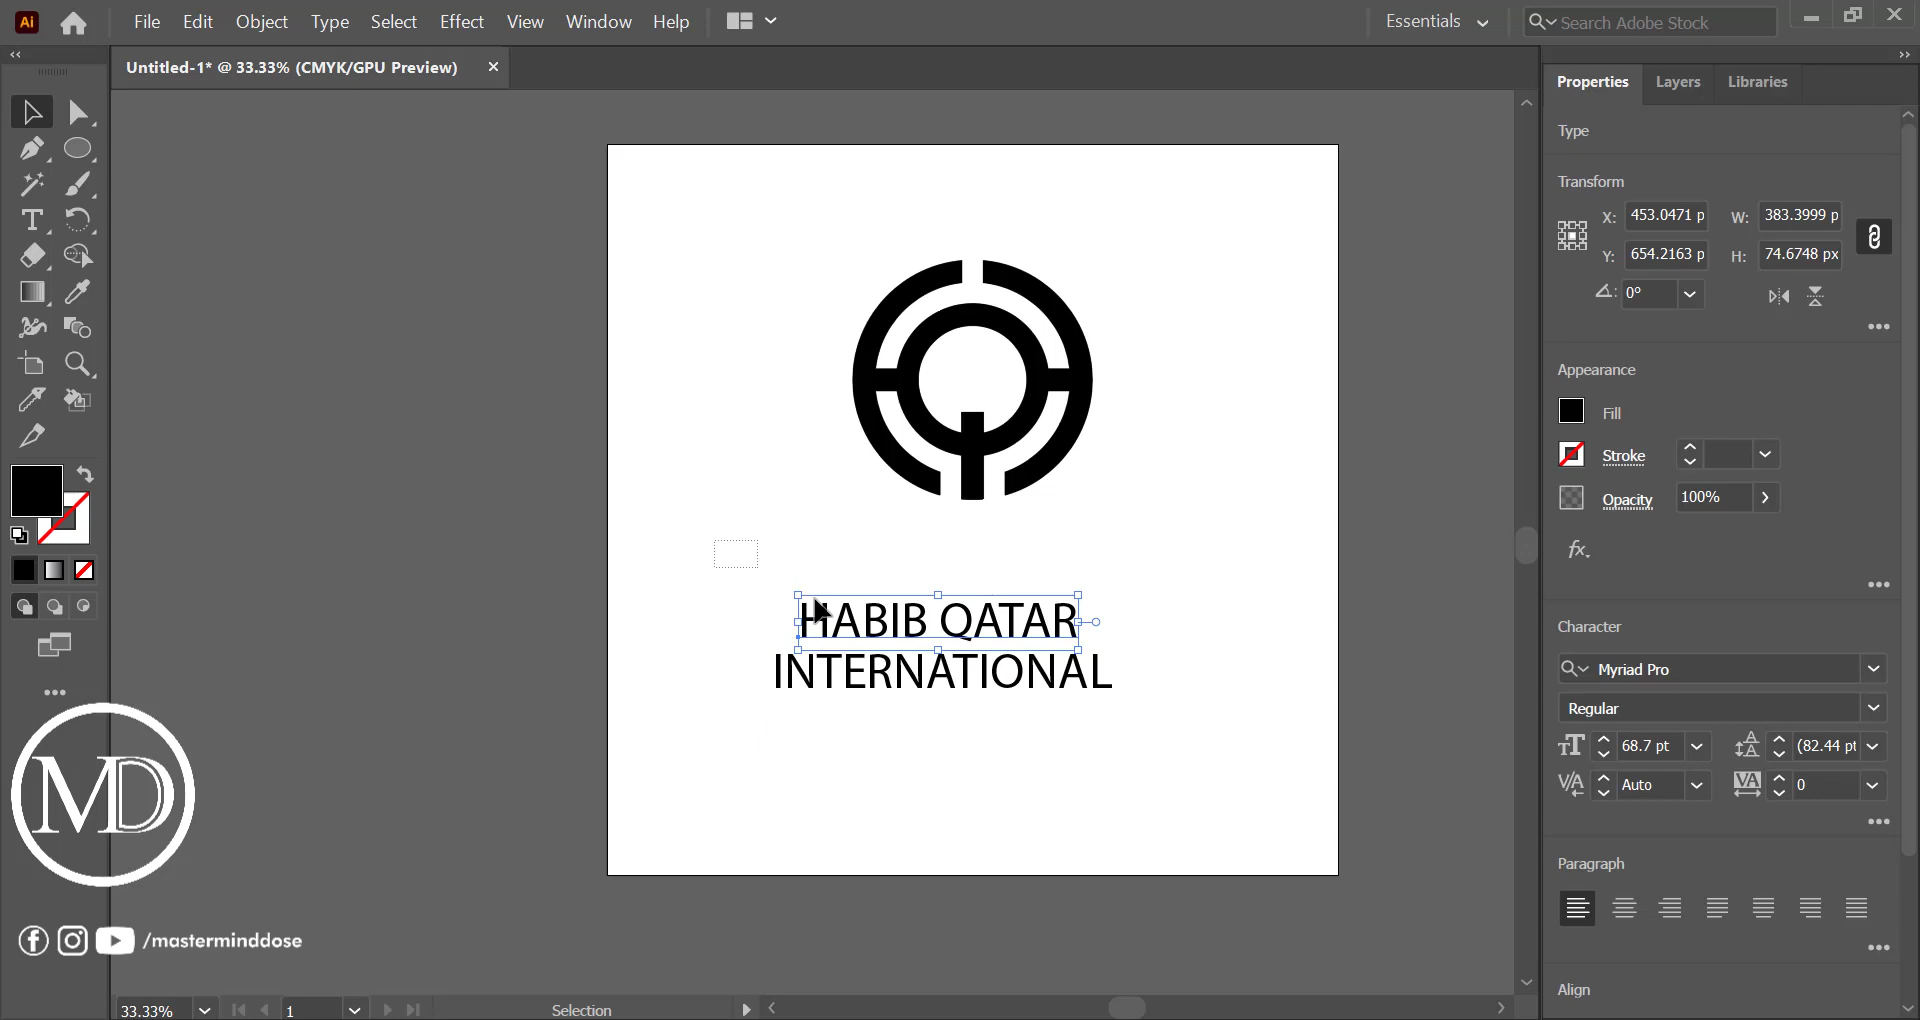 Ai File Edit Object Type Select Effect View Window Help Essentials Search Adobe Stock
Untitled-1* @ 33.33% (CMYK/GPU Preview)
Properties Layers Libraries
Type
Transform
X: 453.0471 p W: 383.3999 p
Y: 654.2163 p H: 74.6748 px
0°
Appearance
Fill
Stroke
Opacity 100%
fx.
HABIB QATAR
INTERNATIONAL
Character
Myriad Pro
Regular
68.7 pt (82.44 pt
Auto 0
Paragraph
Align
MD
/masterminddose
33.33% 1 Selection